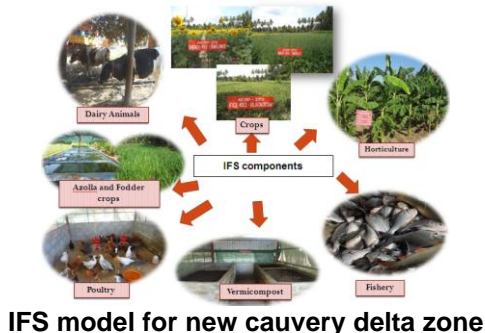 Dairy Animals
Crops
Horticulture
IFS components
Azolla and Fodder
crops
Poultry
Vermicompost
Fishery
IFS model for new cauvery delta zone